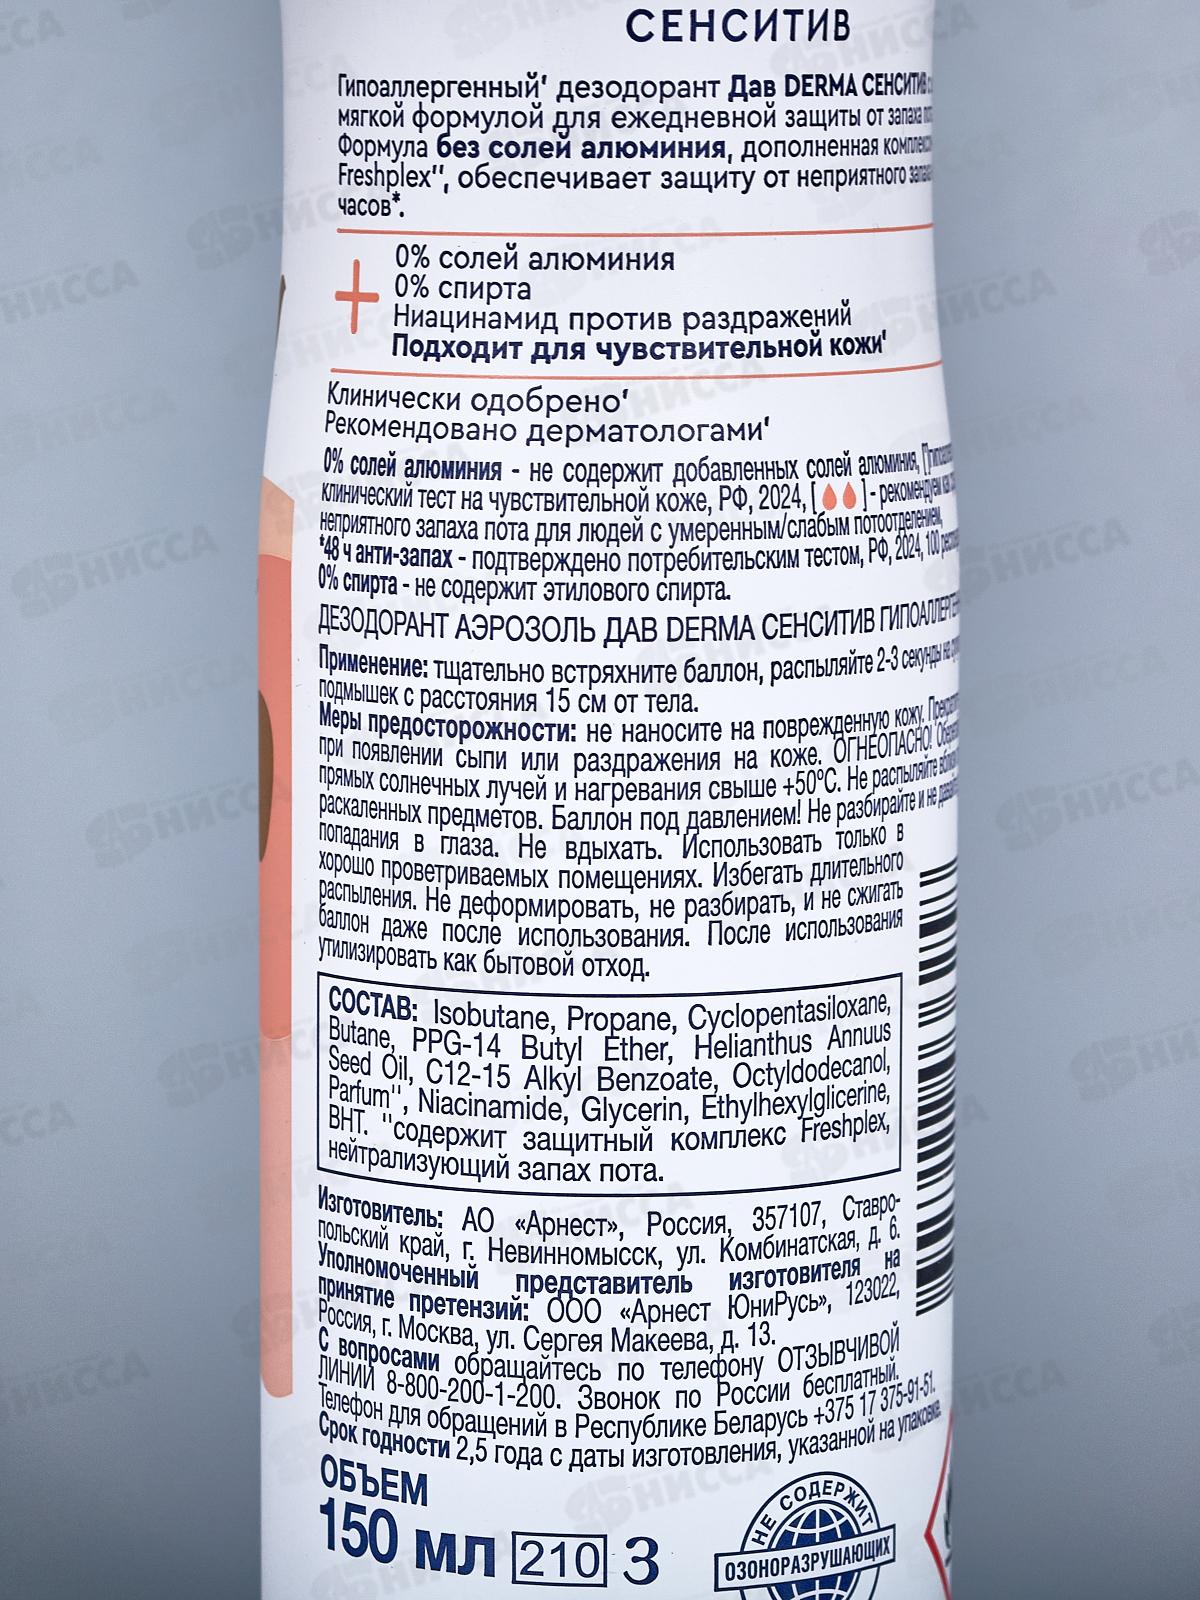 СЕНСИТИВ
Гипоаллергенный' дезодорант Дав DERMA СЕНСИТИВ
мягкой формулой для ежедневной защиты от запаха
Формула без солей алюминия, дополненная
Freshplex'', обеспечивает защиту от неприятного
часов*.
0% солей алюминия
0% спирта
Ниацинамид против раздражений
Подходит для чувствительной кожи'
Клинически одобрено'
Рекомендовано дерматологами'
0% солей алюминия - не содержит добавленных солей алюминия,
клинический тест на чувствительной коже, РФ, 2024, [ ] - рекомендуем как
неприятного запаха пота для людей с умеренным/слабым потоотделением,
*48 ч анти-запах - подтверждено потребительским тестом, РФ, 2024, 100
0% спирта - не содержит этилового спирта.
ДЕЗОДОРАНТ АЭРОЗОЛЬ ДАВ DERMA СЕНСИТИВ
Применение: тщательно встряхните баллон, распыляйте 2-3 секунды на
подмышек с расстояния 15 см от тела.
Меры предосторожности: не наносите на поврежденную кожу.
при появлении сыпи или раздражения на коже. ОГНЕОПАСНО!
прямых солнечных лучей и нагревания свыше +50°C. Не распыляйте
раскаленных предметов. Баллон под давлением! Не разбирайте и не
попадания в глаза. Не вдыхать. Использовать только в
хорошо проветриваемых помещениях. Избегать длительного
распыления. Не деформировать, не разбирать, и не сжигать
баллон даже после использования. После использования
утилизировать как бытовой отход.
СОСТАВ: Isobutane, Propane, Cyclopentasiloxane,
Butane, PPG-14 Butyl Ether, Helianthus Annuus
Seed Oil, C12-15 Alkyl Benzoate, Octyldodecanol,
Parfum'', Niacinamide, Glycerin, Ethylhexylglicerine,
BHT. ''содержит защитный комплекс Freshplex,
нейтрализующий запах пота.
Изготовитель: АО «Арнест», Россия, 357107, Ставро-
польский край, г. Невинномысск, ул. Комбинатская, д. 6.
Уполномоченный представитель изготовителя на
принятие претензий: ООО «Арнест ЮниРусь», 123022,
Россия, г. Москва, ул. Сергея Макеева, д. 13.
С вопросами обращайтесь по телефону ОТЗЫВЧИВОЙ
ЛИНИИ 8-800-200-1-200. Звонок по России бесплатный.
Телефон для обращений в Республике Беларусь +375 17 375-91-51.
Срок годности 2,5 года с даты изготовления, указанной на упаковке.
ОБЪЕМ
150 мл 210 З
НЕ СОДЕРЖИТ
ОЗОНОРАЗРУШАЮЩИХ